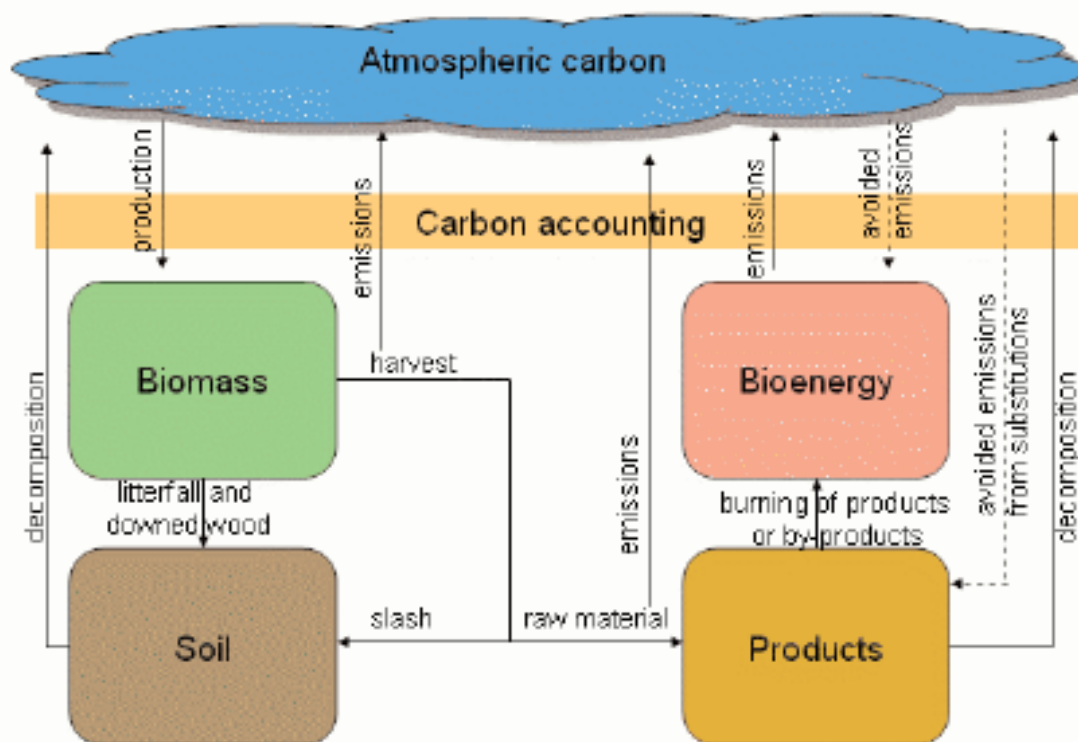 Atmospheric carbon
production
emissions
emissions
avoided
emissions
Carbon accounting
Biomass
harvest
Bioenergy
decomposition
emissions
avoided emissions
from substitutions
decomposition
litterfall and
downed wood
burning of products
or by-products
Soil
slash
raw material
Products